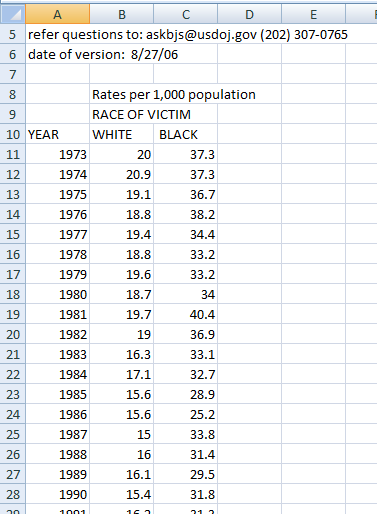 A B C D E
5 refer questions to: askbjs@usdoj.gov (202) 307-0765
6 date of version: 8/27/06
7
8 Rates per 1,000 population
9 RACE OF VICTIM
10 YEAR WHITE BLACK
11 1973 20 37.3
12 1974 20.9 37.3
13 1975 19.1 36.7
14 1976 18.8 38.2
15 1977 19.4 34.4
16 1978 18.8 33.2
17 1979 19.6 33.2
18 1980 18.7 34
19 1981 19.7 40.4
20 1982 19 36.9
21 1983 16.3 33.1
22 1984 17.1 32.7
23 1985 15.6 28.9
24 1986 15.6 25.2
25 1987 15 33.8
26 1988 16 31.4
27 1989 16.1 29.5
28 1990 15.4 31.8